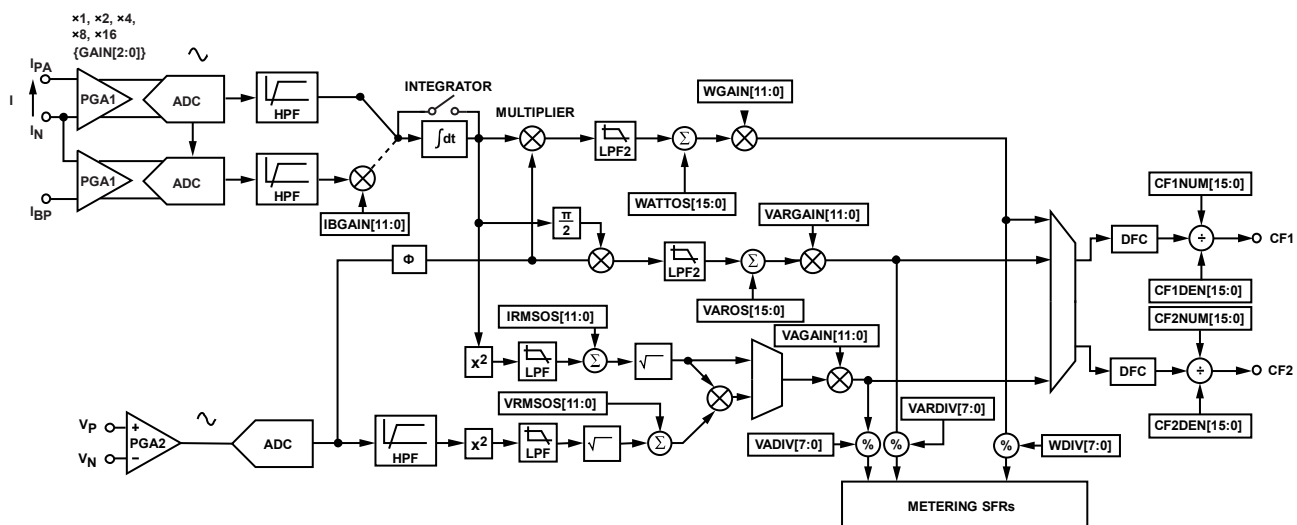 ×1, ×2, ×4,
×8, ×16
{GAIN[2:0]}
IPA
I
IN
IBP
PGA1
ADC
HPF
PGA1
ADC
HPF
IBGAIN[11:0]
INTEGRATOR
∫dt
MULTIPLIER
LPF2
Σ
WATTOS[15:0]
WGAIN[11:0]
π
2
Φ
LPF2
Σ
VAROS[15:0]
VARGAIN[11:0]
IRMSOS[11:0]
x²
LPF
Σ
√
VRMSOS[11:0]
VAGAIN[11:0]
VP
VN
+
−
PGA2
ADC
HPF
x²
LPF
√
Σ
VADIV[7:0]
%
%
VARDIV[7:0]
%
WDIV[7:0]
METERING SFRs
CF1NUM[15:0]
DFC
÷
CF1
CF1DEN[15:0]
CF2NUM[15:0]
DFC
÷
CF2
CF2DEN[15:0]